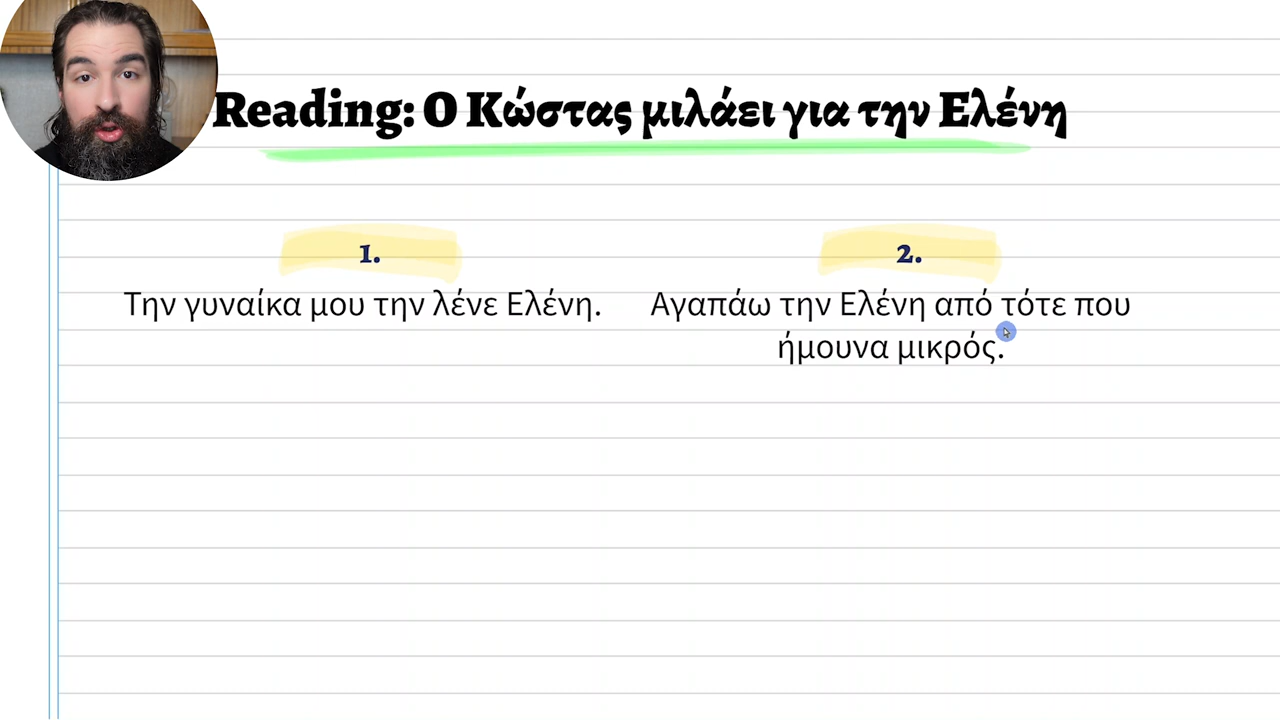 Reading: Ο Κώστας μιλάει για την Ελένη
1.
Την γυναίκα μου την λένε Ελένη.
2.
Αγαπάω την Ελένη από τότε που
ήμουνα μικρός.